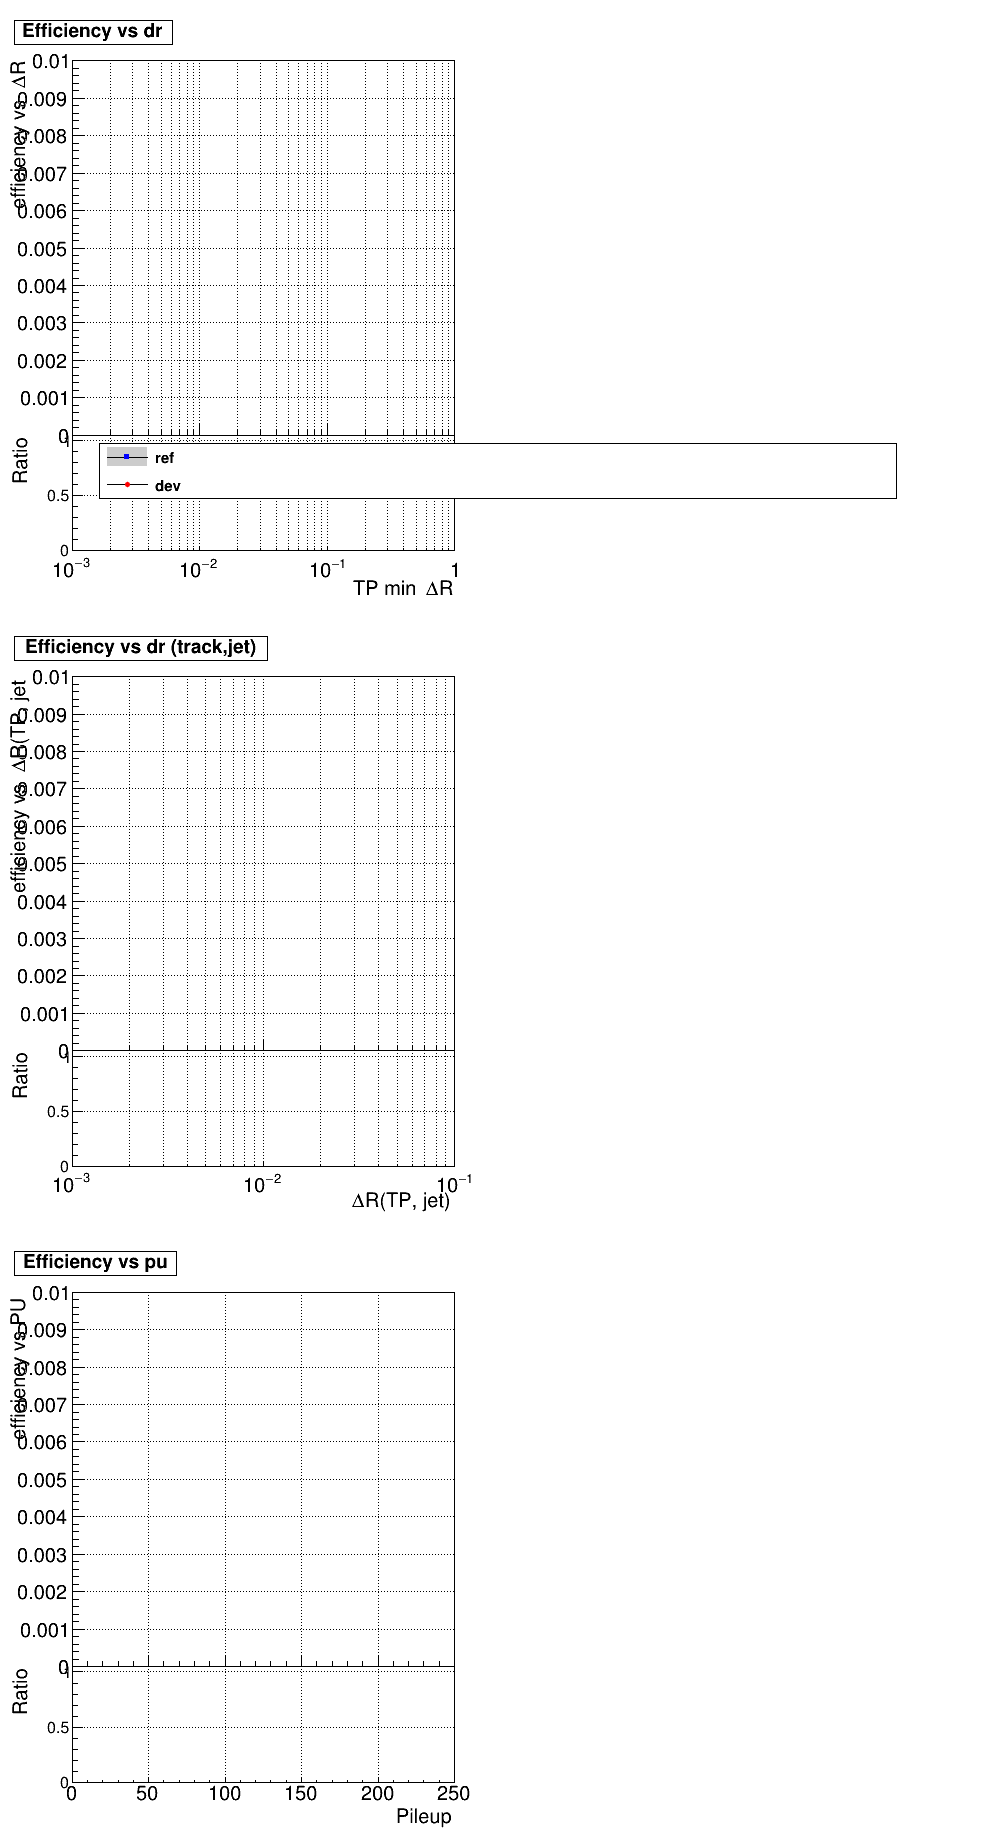 Efficiency vs dr
efficiency vs ΔR
0.01
0.009
0.008
0.007
0.006
0.005
0.004
0.003
0.002
0.001
0
Ratio
1
0.5
0
ref
dev
10⁻³ 10⁻² 10⁻¹ 1
TP min ΔR
Efficiency vs dr (track,jet)
efficiency vs ΔR(TP, jet
0.01
0.009
0.008
0.007
0.006
0.005
0.004
0.003
0.002
0.001
0
Ratio
1
0.5
0
10⁻³ 10⁻² 10⁻¹
ΔR(TP, jet)
Efficiency vs pu
efficiency vs PU
0.01
0.009
0.008
0.007
0.006
0.005
0.004
0.003
0.002
0.001
0
Ratio
1
0.5
0
0 50 100 150 200 250
Pileup